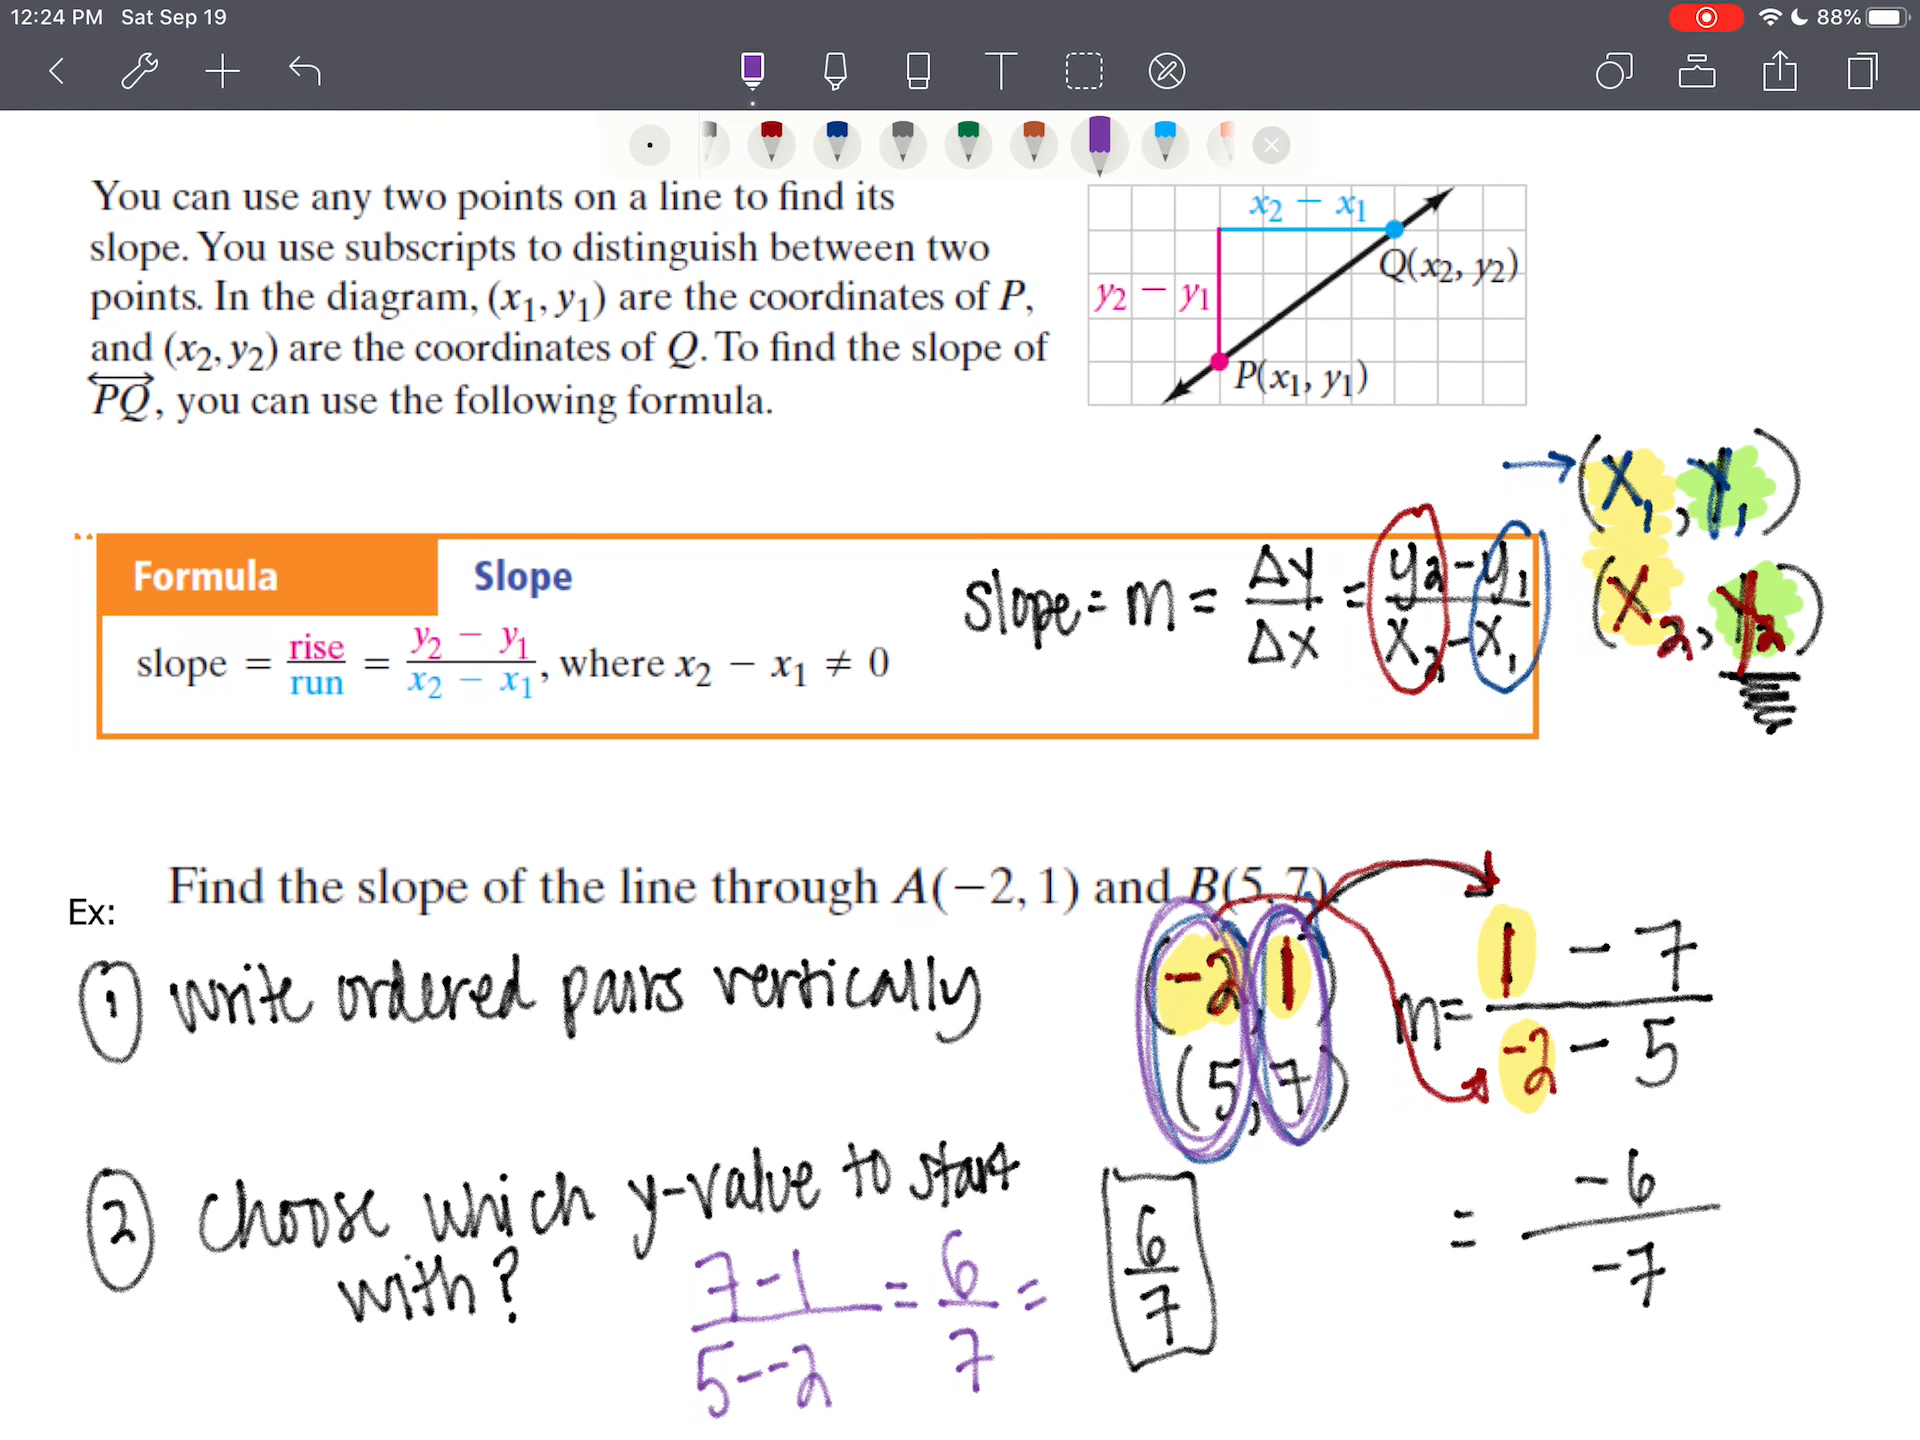 12:24 PM Sat Sep 19
88%
You can use any two points on a line to find its
slope. You use subscripts to distinguish between two
points. In the diagram, (x₁, y₁) are the coordinates of P,
and (x₂, y₂) are the coordinates of Q. To find the slope of
PQ, you can use the following formula.
x₂ − x₁
Q(x₂, y₂)
y₂ − y₁
P(x₁, y₁)
(x₁, y₁)
(x₂, y₂)
Formula
Slope
slope = rise/run = (y₂ − y₁)/(x₂ − x₁), where x₂ − x₁ ≠ 0
slope = m = Δy/Δx = (y₂-y₁)/(x₂-x₁)
Ex:
Find the slope of the line through A(−2, 1) and B(5, 7).
① write ordered pairs vertically
(-2, 1)
(5, 7)
m = (1 - 7)/(-2 - 5)
② choose which y-value to start
with?
(7-1)/(5--2) = 6/7 =
6/7
= -6/-7